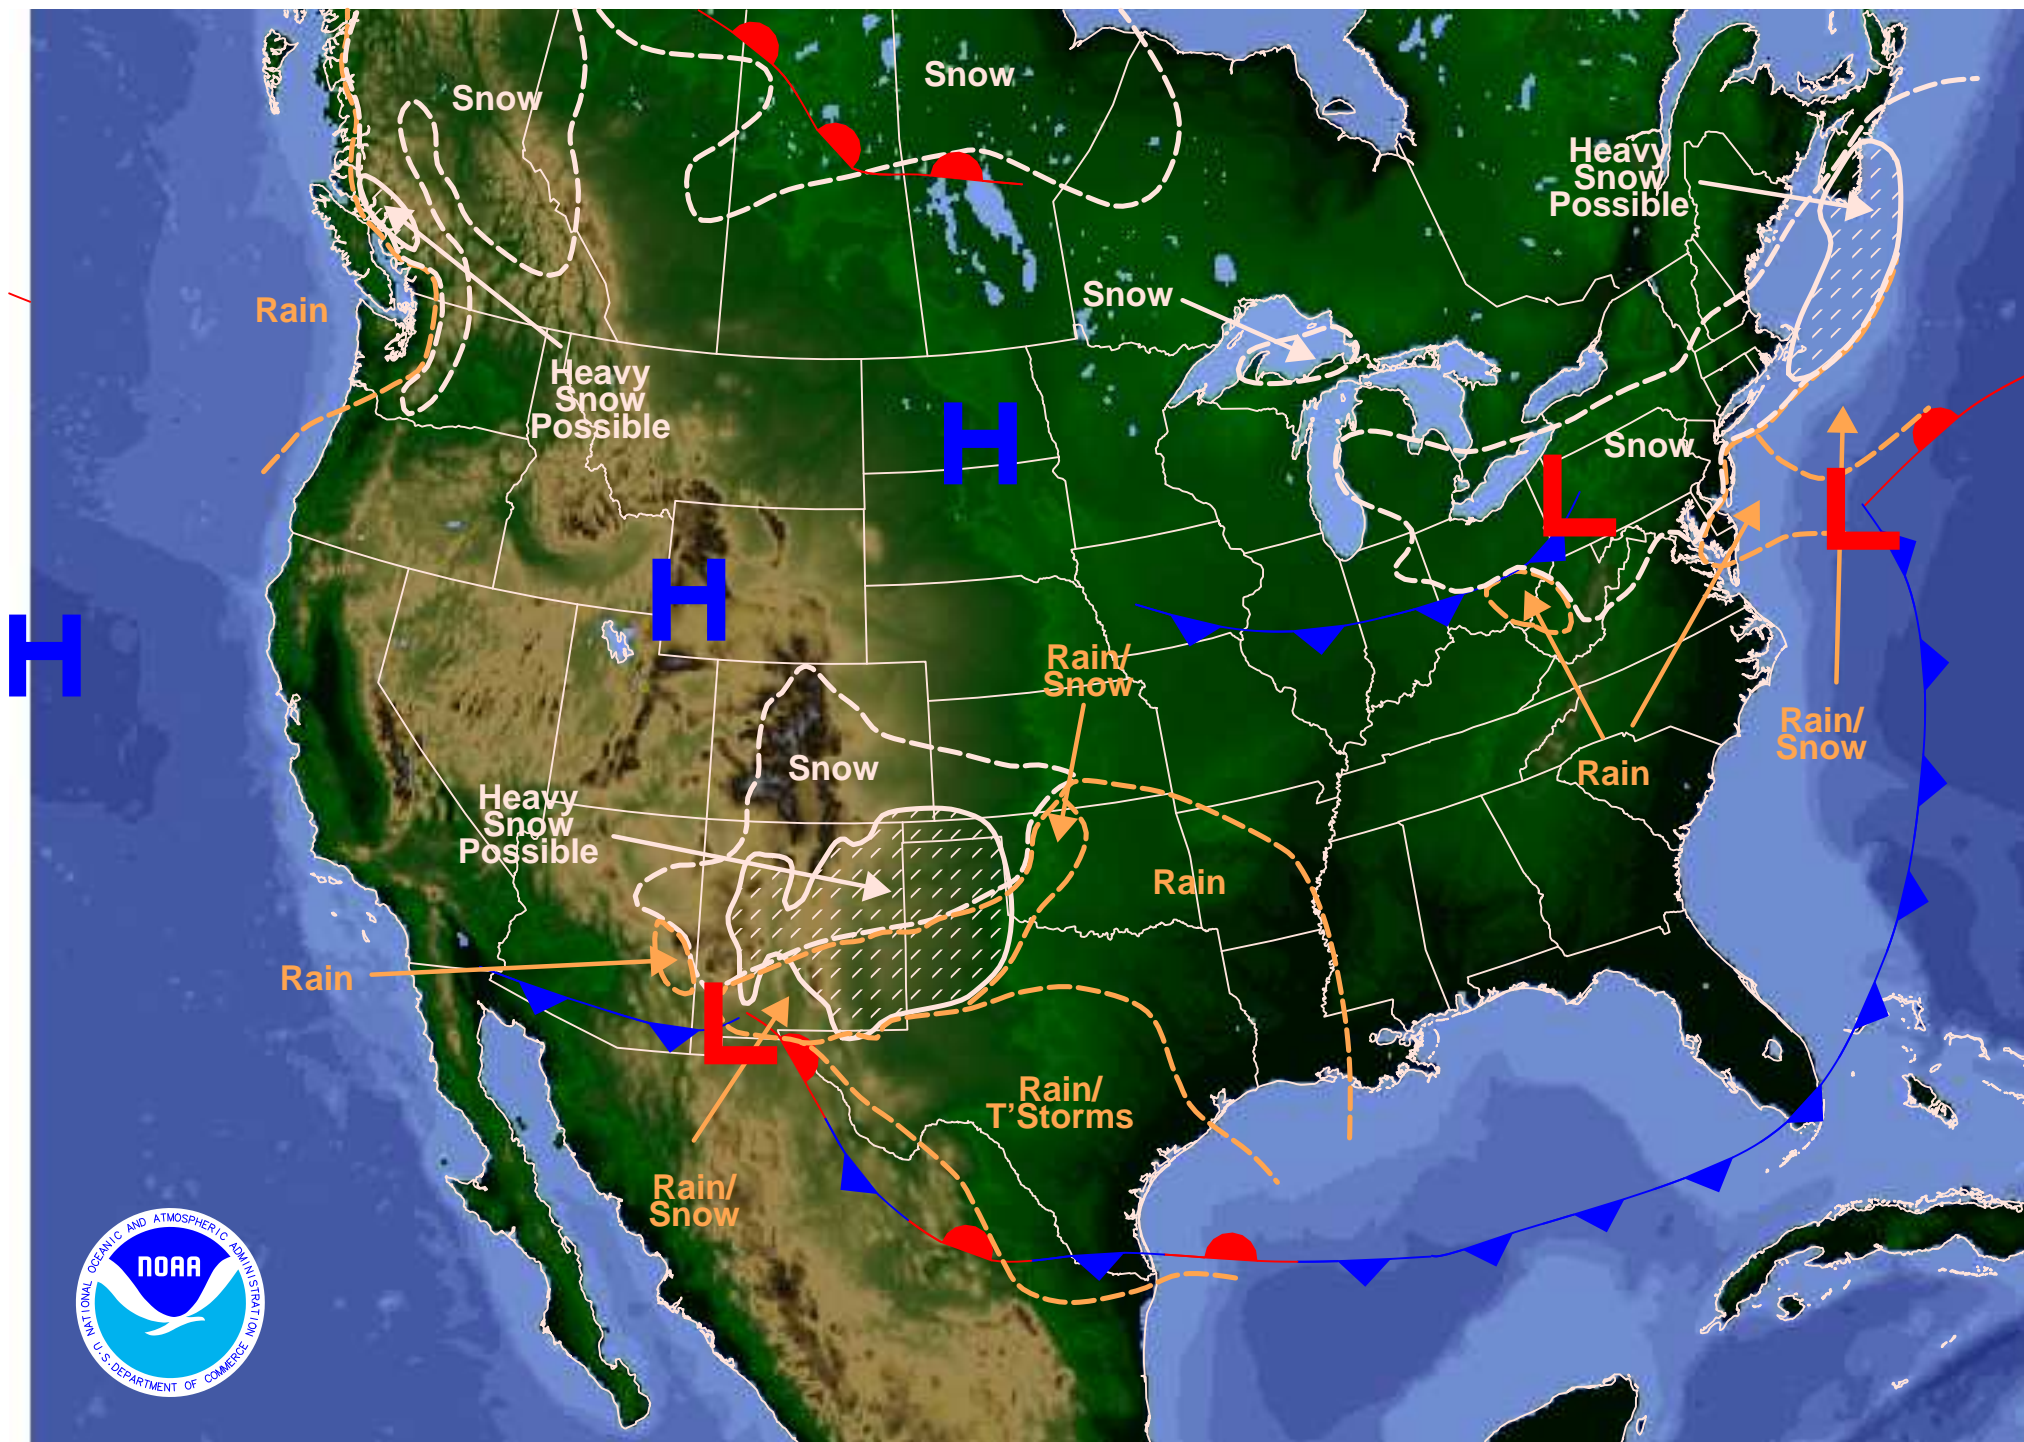 Snow
Snow
Heavy
Snow
Possible
Rain
Snow
Heavy
Snow
Possible
H
Snow
L
L
H
H
Rain/
Snow
Rain/
Snow
Snow
Rain
Heavy
Snow
Possible
Rain
Rain
L
Rain/
T'Storms
Rain/
Snow
NATIONAL OCEANIC AND ATMOSPHERIC ADMINISTRATION
NOAA
U.S. DEPARTMENT OF COMMERCE